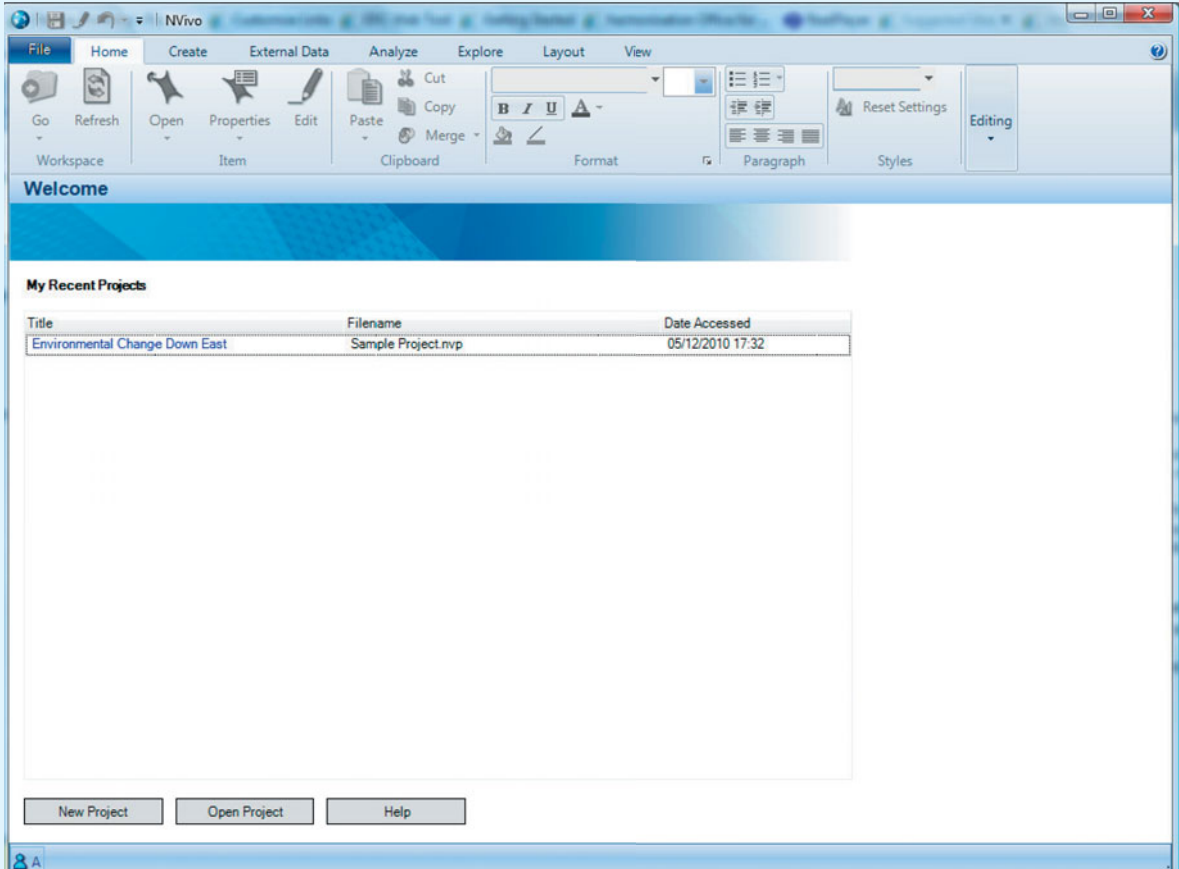 NVivo
File Home Create External Data Analyze Explore Layout View
Go Refresh Open Properties Edit Paste Cut Copy Merge B I U A Reset Settings Editing
Workspace Item Clipboard Format Paragraph Styles
Welcome
My Recent Projects
Title Filename Date Accessed
Environmental Change Down East Sample Project.nvp 05/12/2010 17:32
New Project Open Project Help
A